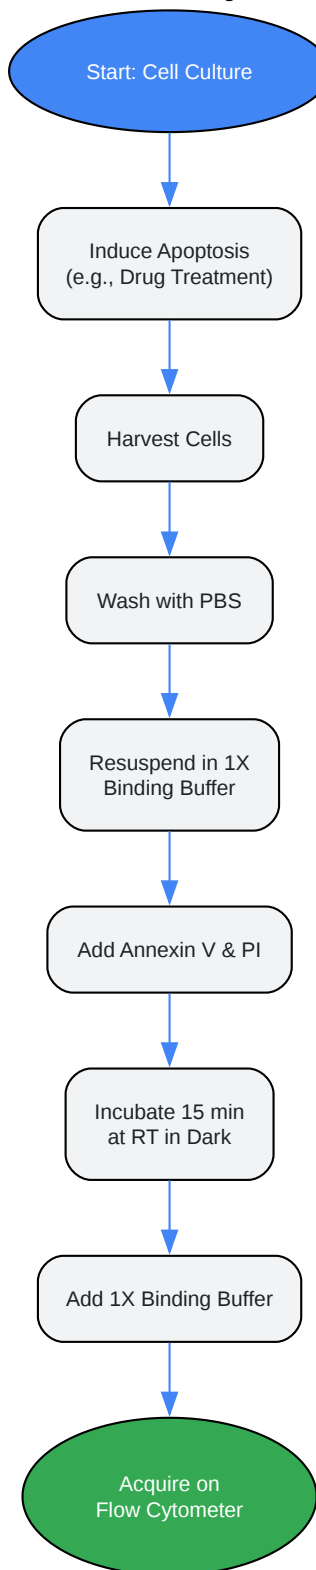 Start: Cell Culture
Induce Apoptosis
(e.g., Drug Treatment)
Harvest Cells
Wash with PBS
Resuspend in 1X
Binding Buffer
Add Annexin V & PI
Incubate 15 min
at RT in Dark
Add 1X Binding Buffer
Acquire on
Flow Cytometer